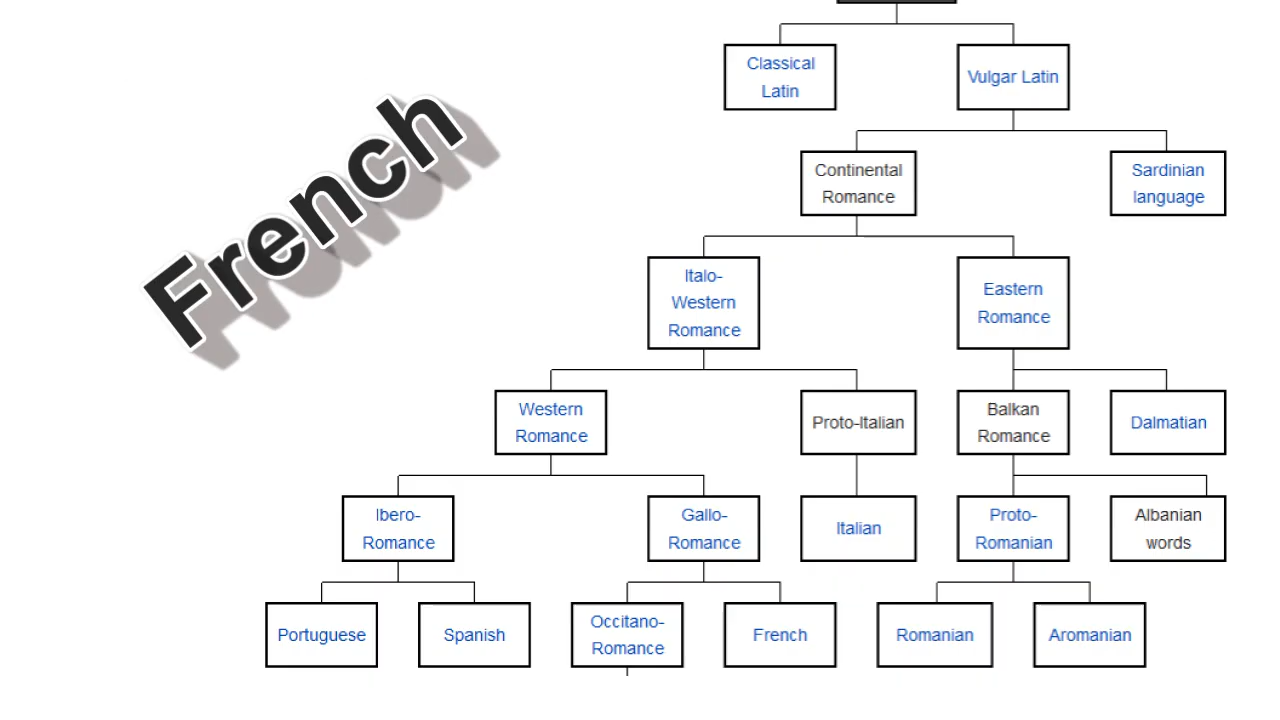 French
Classical
Latin
Vulgar Latin
Continental
Romance
Sardinian
language
Italo-
Western
Romance
Eastern
Romance
Western
Romance
Proto-Italian
Balkan
Romance
Dalmatian
Ibero-
Romance
Gallo-
Romance
Italian
Proto-
Romanian
Albanian
words
Portuguese
Spanish
Occitano-
Romance
French
Romanian
Aromanian